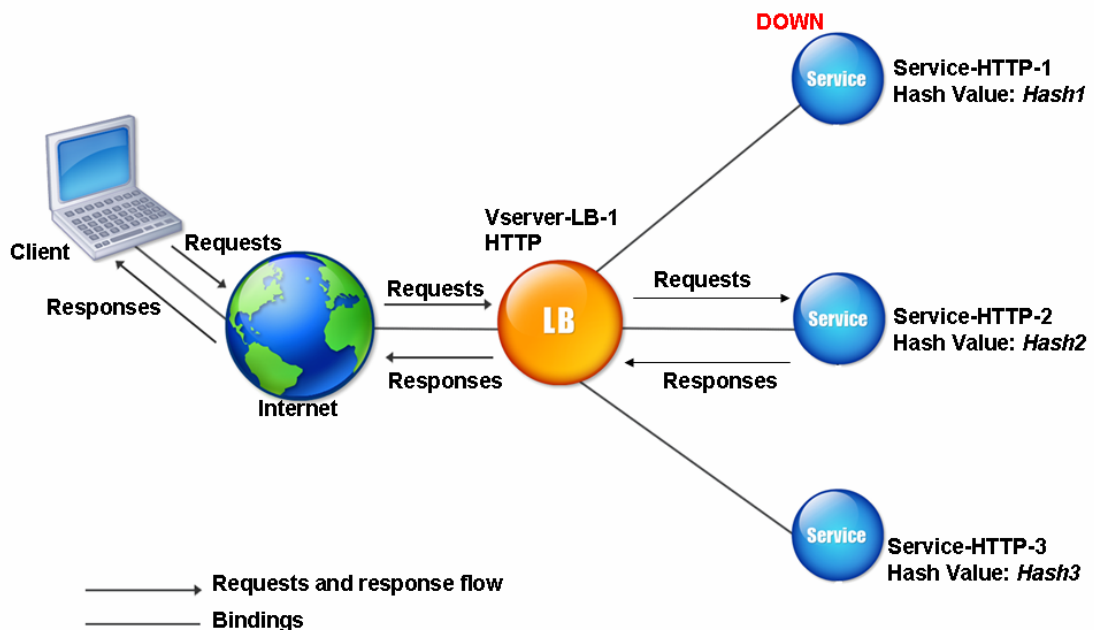 DOWN
Service
Service-HTTP-1
Hash Value: Hash1
Client
Requests
Responses
Internet
Requests
Responses
Vserver-LB-1
HTTP
LB
Requests
Responses
Service
Service-HTTP-2
Hash Value: Hash2
Service
Service-HTTP-3
Hash Value: Hash3
Requests and response flow
Bindings